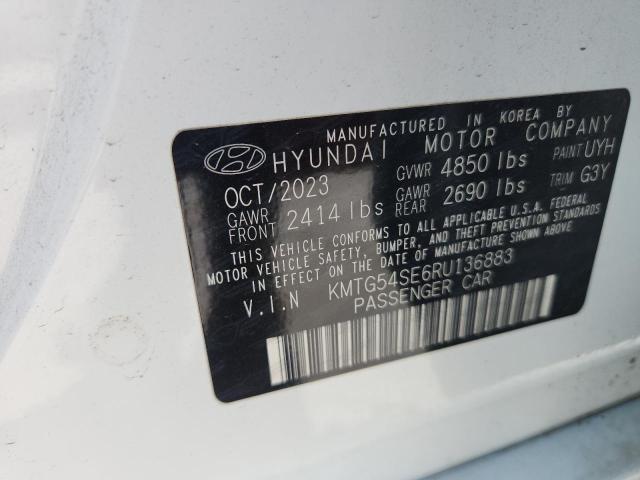 MANUFACTURED IN KOREA BY
HYUNDAI MOTOR COMPANY
OCT/2023 GVWR 4850 lbs PAINT UYH
GAWR FRONT 2414 lbs GAWR REAR 2690 lbs TRIM G3Y
THIS VEHICLE CONFORMS TO ALL APPLICABLE U.S.A. FEDERAL
MOTOR VEHICLE SAFETY, BUMPER, AND THEFT PREVENTION STANDARDS
IN EFFECT ON THE DATE OF MANUFACTURE SHOWN ABOVE.
V.I.N KMTG54SE6RU136883
PASSENGER CAR